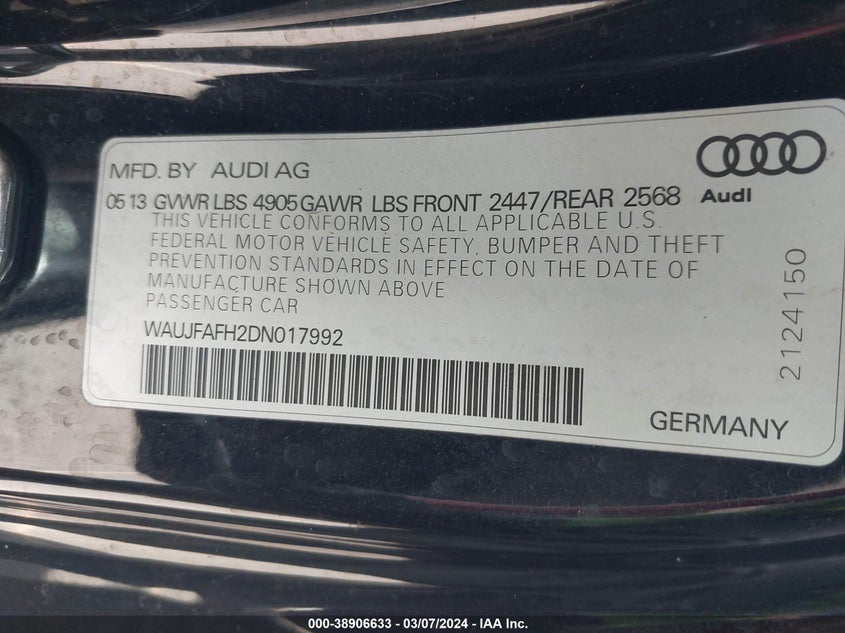 MFD. BY AUDI AG
Audi
05 13 GVWR LBS 4905 GAWR LBS FRONT 2447/REAR 2568
THIS VEHICLE CONFORMS TO ALL APPLICABLE U.S.
FEDERAL MOTOR VEHICLE SAFETY, BUMPER AND THEFT
PREVENTION STANDARDS IN EFFECT ON THE DATE OF
MANUFACTURE SHOWN ABOVE
PASSENGER CAR
WAUJFAFH2DN017992
2124150
GERMANY
000-38906633 - 03/07/2024 - IAA Inc.